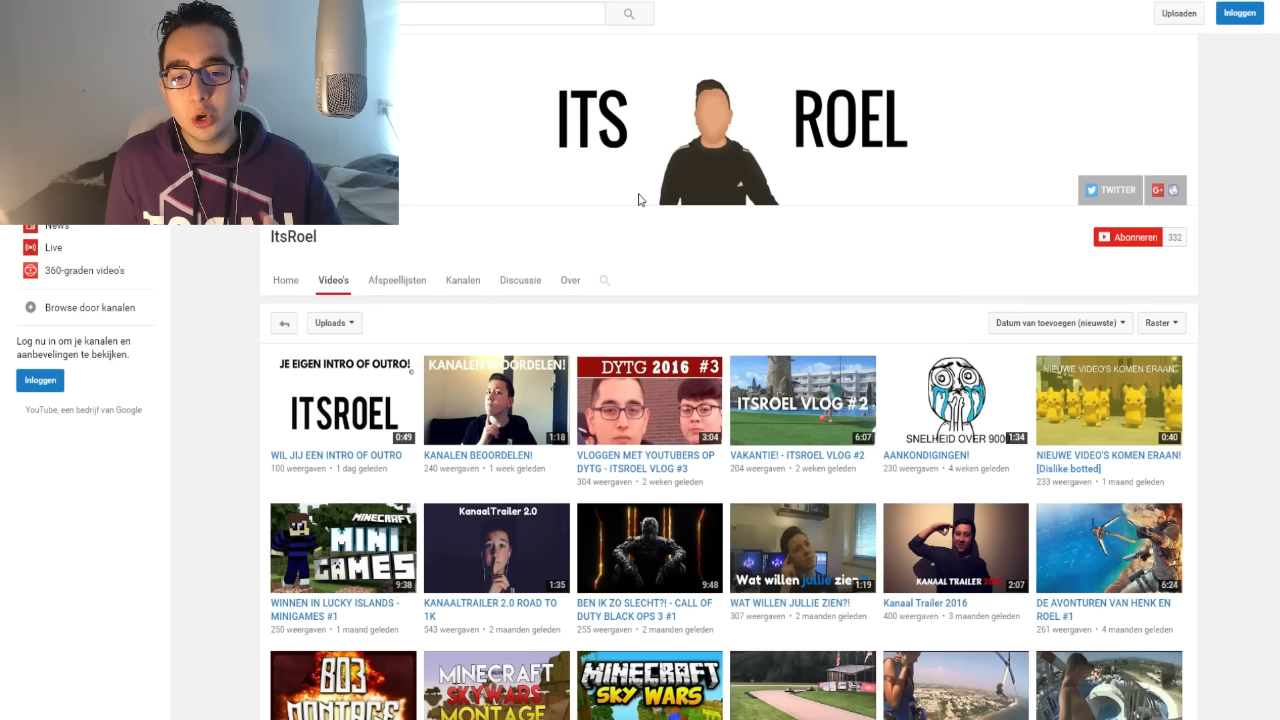 Uploaden
Inloggen
ITS ROEL
TWITTER
News
ItsRoel
Abonneren 332
Live
360-graden video's
Home Video's Afspeellijsten Kanalen Discussie Over
Browse door kanalen
Uploads
Datum van toevoegen (nieuwste)
Raster
Log nu in om je kanalen en
aanbevelingen te bekijken.
Inloggen
YouTube, een bedrijf van Google
JE EIGEN INTRO OF OUTRO!
ITSROEL
0:49
WIL JIJ EEN INTRO OF OUTRO
100 weergaven • 1 dag geleden
KANALEN BEOORDELEN!
1:18
KANALEN BEOORDELEN!
240 weergaven • 1 week geleden
DYTG 2016 #3
3:04
VLOGGEN MET YOUTUBERS OP
DYTG - ITSROEL VLOG #3
304 weergaven • 2 weken geleden
ITSROEL VLOG #2
6:07
VAKANTIE! - ITSROEL VLOG #2
204 weergaven • 2 weken geleden
SNELHEID OVER 900
1:34
AANKONDIGINGEN!
230 weergaven • 4 weken geleden
NIEUWE VIDEO'S KOMEN ERAAN
0:40
NIEUWE VIDEO'S KOMEN ERAAN!
[Dislike botted]
233 weergaven • 1 maand geleden
MINECRAFT
MINI
GAMES
9:38
WINNEN IN LUCKY ISLANDS -
MINIGAMES #1
250 weergaven • 1 maand geleden
KanaalTrailer 2.0
1:35
KANAALTRAILER 2.0 ROAD TO
1K
543 weergaven • 2 maanden geleden
9:48
BEN IK ZO SLECHT?! - CALL OF
DUTY BLACK OPS 3 #1
255 weergaven • 2 maanden geleden
Wat willen jullie zien
1:19
WAT WILLEN JULLIE ZIEN?!
307 weergaven • 2 maanden geleden
KANAAL TRAILER
2:07
Kanaal Trailer 2016
400 weergaven • 3 maanden geleden
6:24
DE AVONTUREN VAN HENK EN
ROEL #1
261 weergaven • 4 maanden geleden
BO3
MONTAGE
MINECRAFT
SKYWARS
MONTAGE
MINECRAFT
SKY WARS